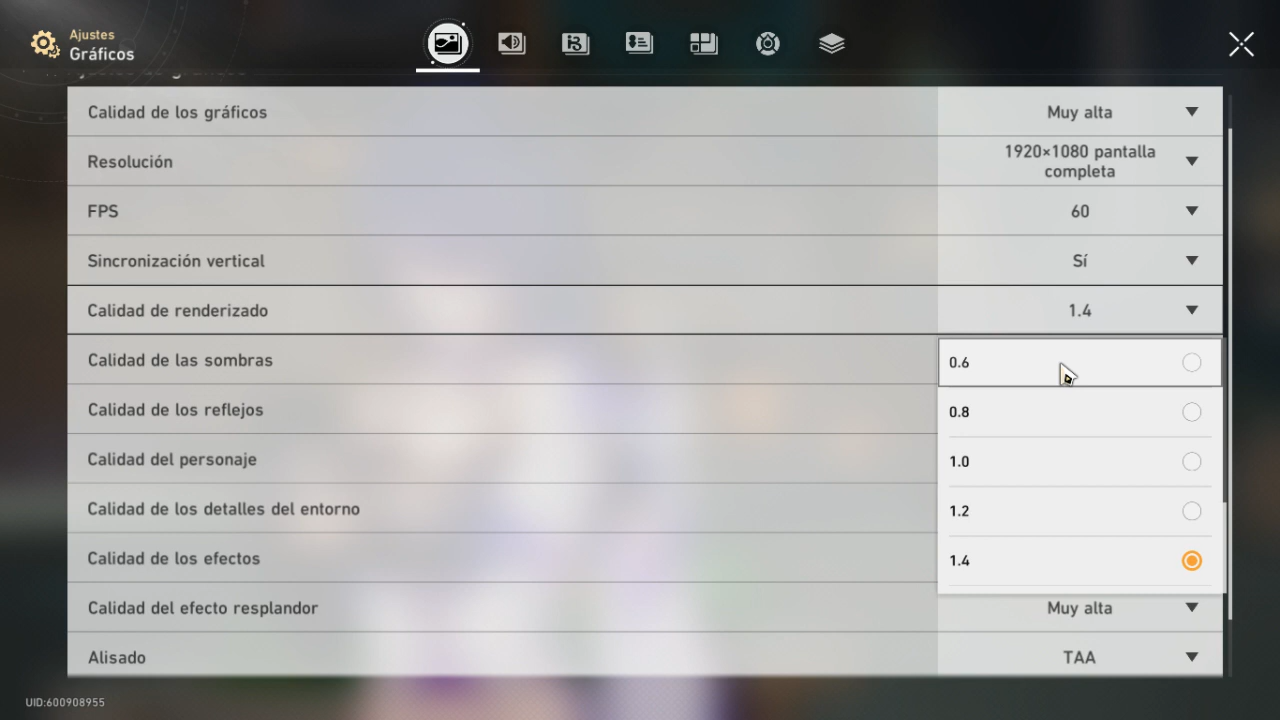 Ajustes
Gráficos
Calidad de los gráficos
Muy alta
Resolución
1920×1080 pantalla
completa
FPS
60
Sincronización vertical
Sí
Calidad de renderizado
1.4
Calidad de las sombras
0.6
Calidad de los reflejos
0.8
Calidad del personaje
1.0
Calidad de los detalles del entorno
1.2
Calidad de los efectos
1.4
Calidad del efecto resplandor
Muy alta
Alisado
TAA
UID:600908955